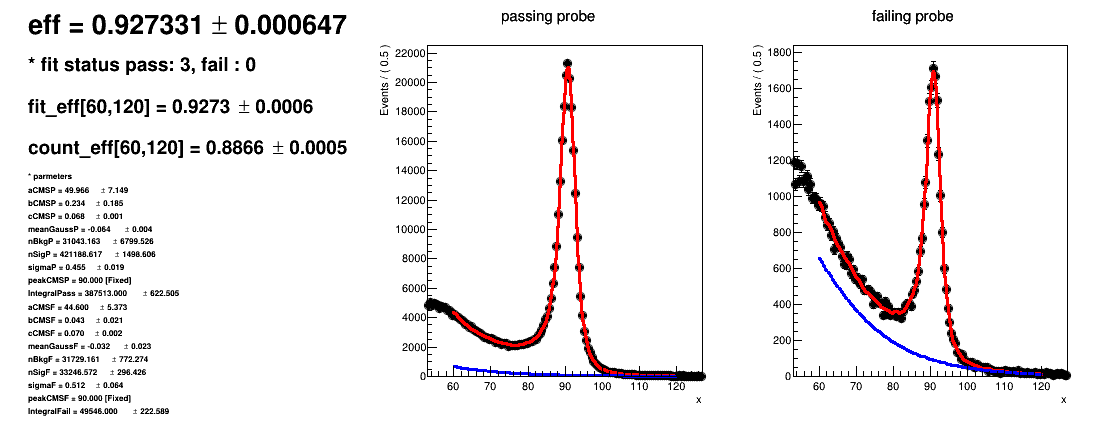 eff = 0.927331 ± 0.000647
* fit status pass: 3, fail : 0
fit_eff[60,120] = 0.9273 ± 0.0006
count_eff[60,120] = 0.8866 ± 0.0005
* parmeters
aCMSP = 49.966 ± 7.149
bCMSP = 0.234 ± 0.185
cCMSP = 0.068 ± 0.001
meanGaussP = -0.064 ± 0.004
nBkgP = 31043.163 ± 6799.526
nSigP = 421188.617 ± 1498.606
sigmaP = 0.455 ± 0.019
peakCMSP = 90.000 [Fixed]
IntegralPass = 387513.000 ± 622.505
aCMSF = 44.600 ± 5.373
bCMSF = 0.043 ± 0.021
cCMSF = 0.070 ± 0.002
meanGaussF = -0.032 ± 0.023
nBkgF = 31729.161 ± 772.274
nSigF = 33246.572 ± 296.426
sigmaF = 0.512 ± 0.064
peakCMSF = 90.000 [Fixed]
IntegralFail = 49546.000 ± 222.589
passing probe
Events / ( 0.5 )
22000
20000
18000
16000
14000
12000
10000
8000
6000
4000
2000
0
60 70 80 90 100 110 120
x
failing probe
Events / ( 0.5 )
1800
1600
1400
1200
1000
800
600
400
200
0
60 70 80 90 100 110 120
x